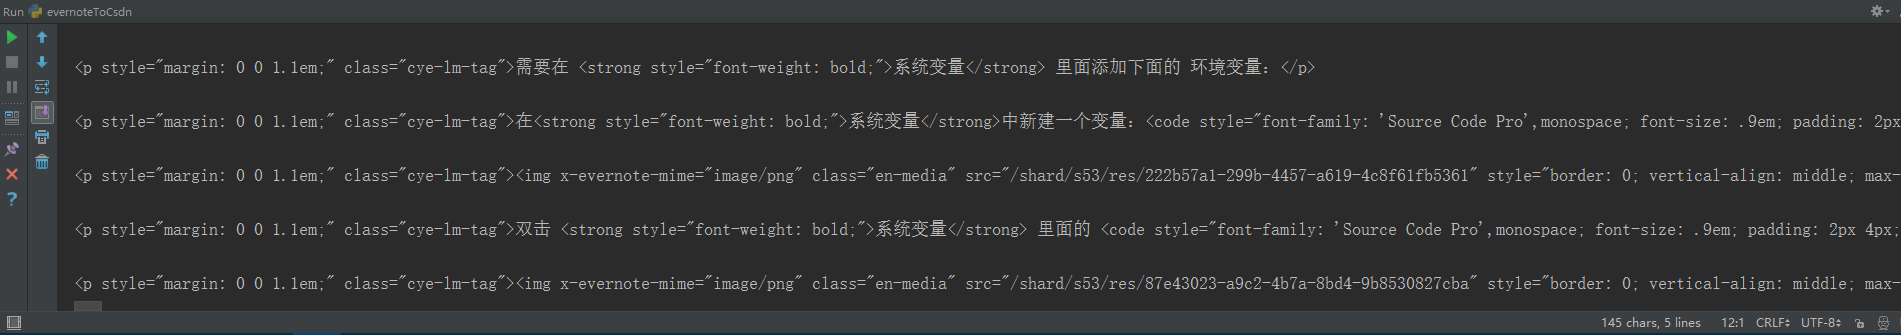 Run evernoteToCsdn
<p style="margin: 0 0 1.1em;" class="cye-lm-tag">需要在 <strong style="font-weight: bold;">系统变量</strong> 里面添加下面的 环境变量：</p>
<p style="margin: 0 0 1.1em;" class="cye-lm-tag">在<strong style="font-weight: bold;">系统变量</strong>中新建一个变量：<code style="font-family: 'Source Code Pro',monospace; font-size: .9em; padding: 2px
<p style="margin: 0 0 1.1em;" class="cye-lm-tag"><img x-evernote-mime="image/png" class="en-media" src="/shard/s53/res/222b57a1-299b-4457-a619-4c8f61fb5361" style="border: 0; vertical-align: middle; max-
<p style="margin: 0 0 1.1em;" class="cye-lm-tag">双击 <strong style="font-weight: bold;">系统变量</strong> 里面的 <code style="font-family: 'Source Code Pro',monospace; font-size: .9em; padding: 2px 4px;
<p style="margin: 0 0 1.1em;" class="cye-lm-tag"><img x-evernote-mime="image/png" class="en-media" src="/shard/s53/res/87e43023-a9c2-4b7a-8bd4-9b8530827cba" style="border: 0; vertical-align: middle; max-
145 chars, 5 lines 12:1 CRLF UTF-8